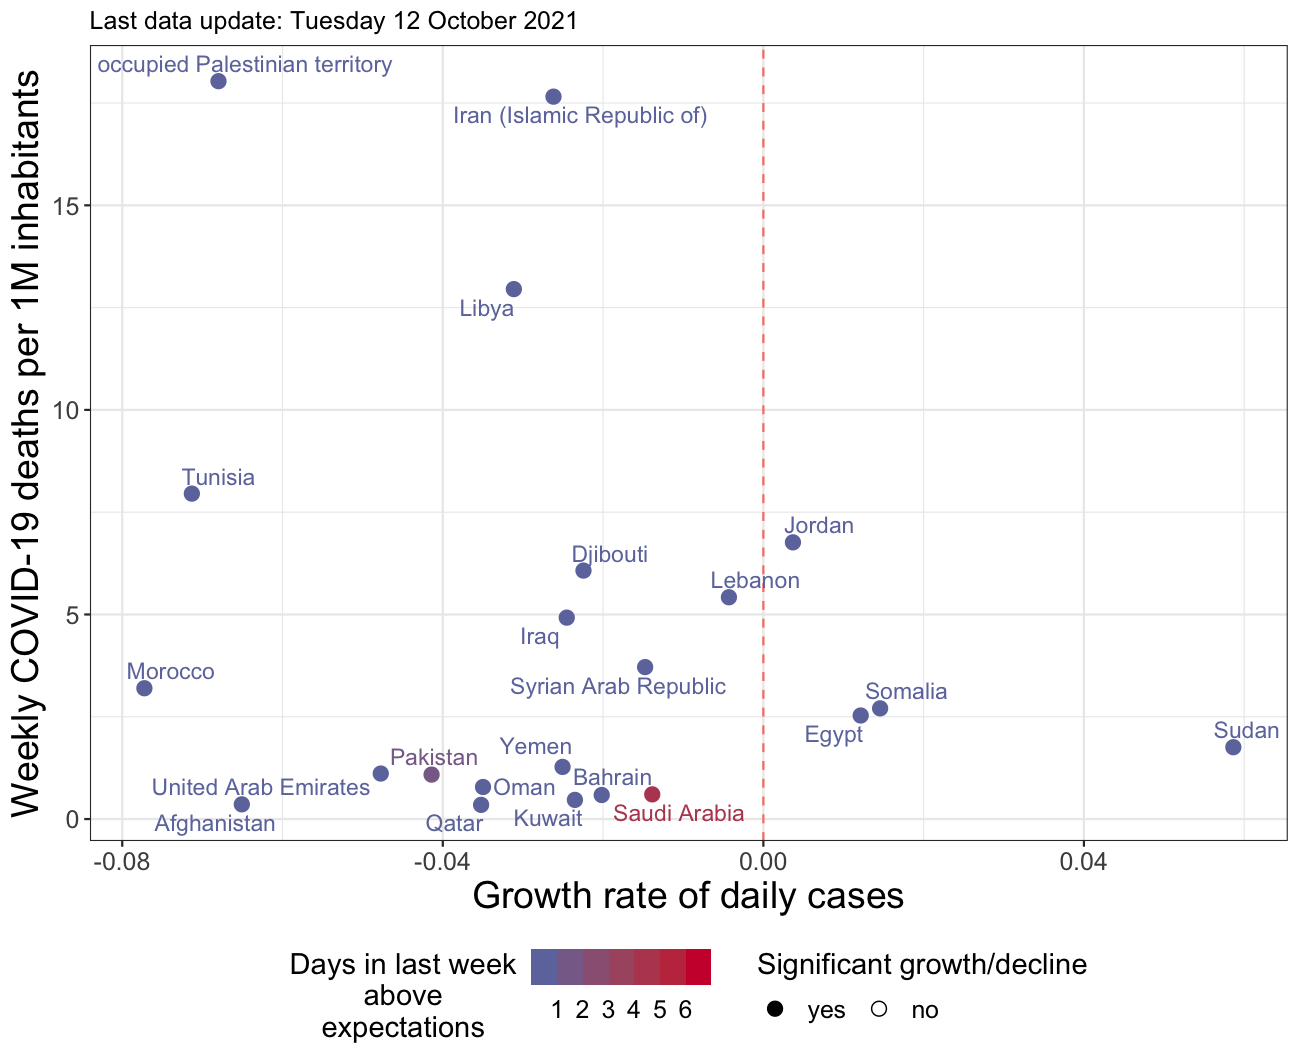 Last data update: Tuesday 12 October 2021
Weekly COVID-19 deaths per 1M inhabitants
occupied Palestinian territory
Iran (Islamic Republic of)
15
Libya
10
Tunisia
Jordan
Djibouti
Lebanon
5
Iraq
Morocco
Syrian Arab Republic
Somalia
Egypt
Sudan
Yemen
Pakistan
United Arab Emirates
Oman
Bahrain
Saudi Arabia
Kuwait
Qatar
Afghanistan
0
-0.08 -0.04 0.00 0.04
Growth rate of daily cases
Days in last week
above
expectations
1 2 3 4 5 6
Significant growth/decline
yes no